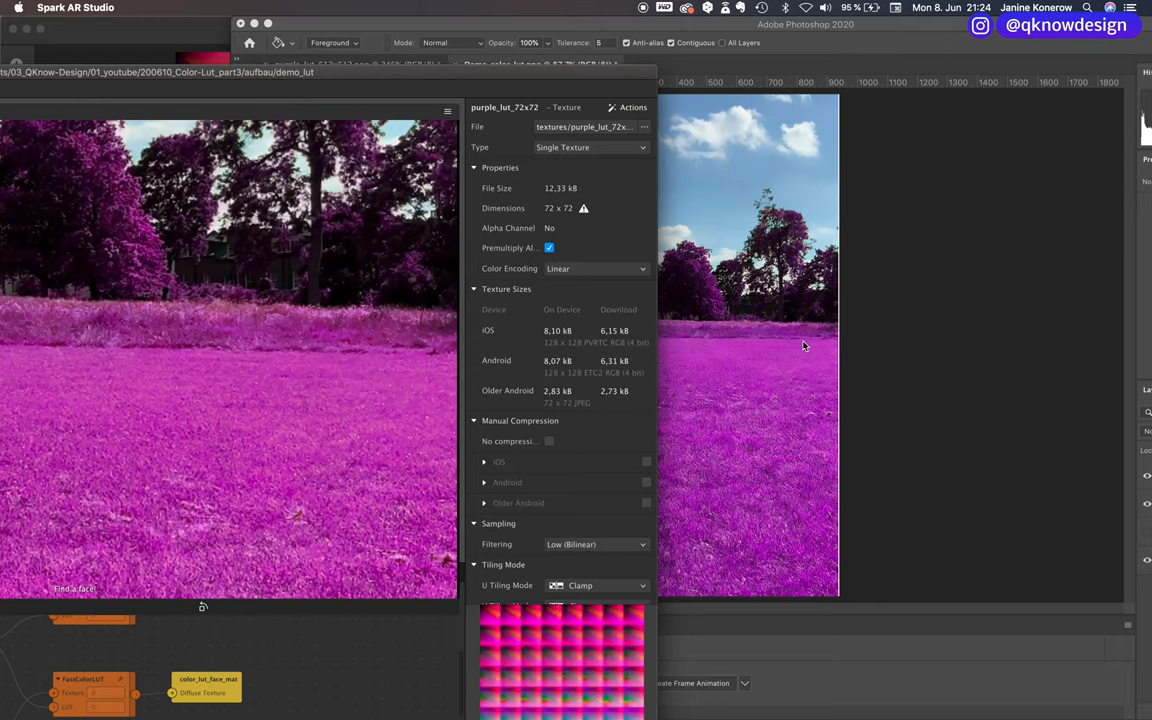 Spark AR Studio
95 %
Mon 8. Jun 21:24
Janine Konerow
@qknowdesign
Adobe Photoshop 2020
Foreground
Mode:
Normal
Opacity:
100%
Tolerance:
5
Anti-alias
Contiguous
All Layers
ts/03_QKnow-Design/01_youtube/200610_Color-Lut_part3/aufbau/demo_lut
400 500 600 700 800 900 1000 1100 1200 1300 1400 1500 1600 1700 1800
purple_lut_72x72 - Texture
Actions
File
textures/purple_lut_72x...
Type
Single Texture
Properties
File Size
12,33 kB
Dimensions
72 x 72
Alpha Channel
No
Premultiply Al...
Color Encoding
Linear
Texture Sizes
Device
On Device
Download
iOS
8,10 kB
6,15 kB
128 x 128 PVRTC RGB (4 bit)
Android
8,07 kB
6,31 kB
128 x 128 ETC2 RGB (4 bit)
Older Android
2,83 kB
2,73 kB
72 x 72 JPEG
Manual Compression
No compressi...
iOS
Android
Older Android
Sampling
Filtering
Low (Bilinear)
Tiling Mode
U Tiling Mode
Clamp
Find a face!
FastColorLUT
Texture
0
LUT
0
color_lut_face_mat
Diffuse Texture
eate Frame Animation